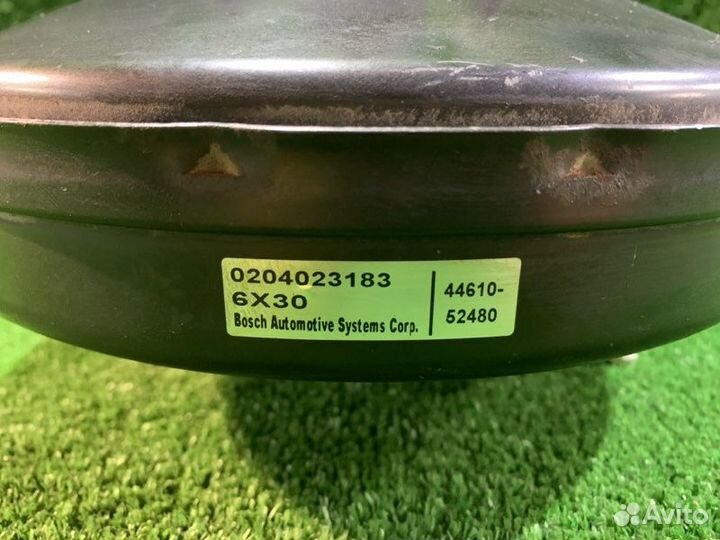 0204023183
6X30
Bosch Automotive Systems Corp.
44610-
52480
Avito